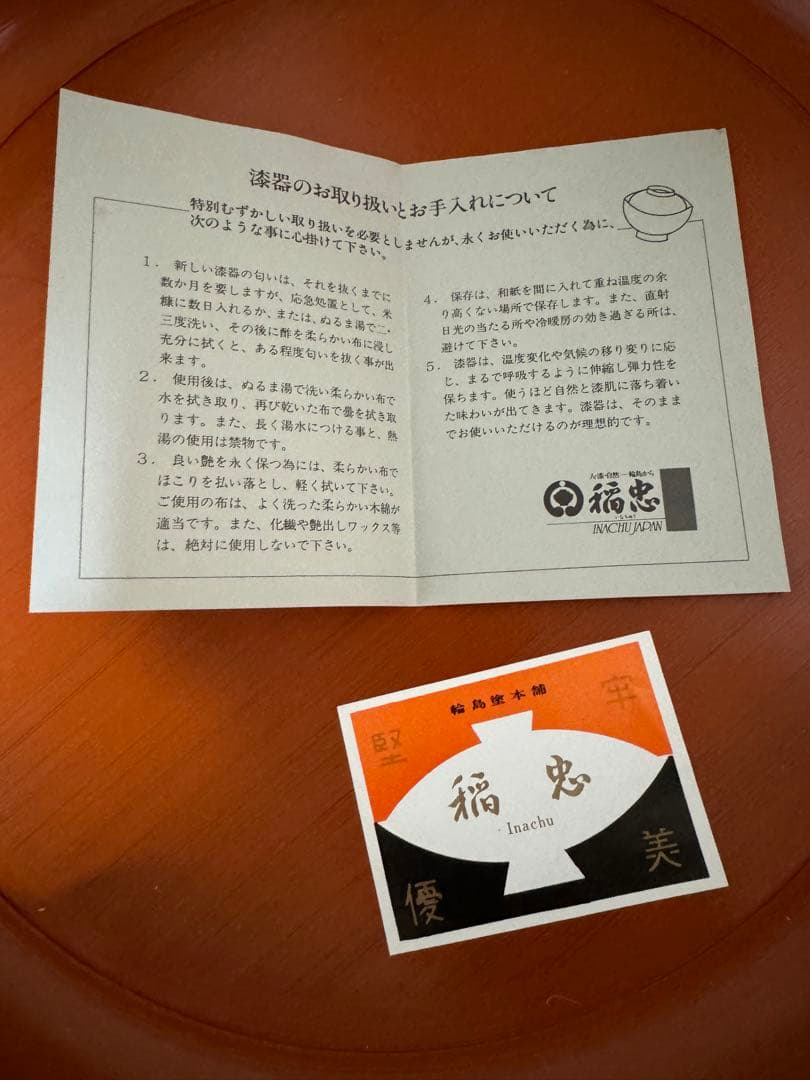 漆器のお取り扱いとお手入れについて
特別むずかしい取り扱いを必要としませんが、永くお使いいただく為に、
次のような事に心掛けて下さい。
1. 新しい漆器の匂いは、それを抜くまでに
数か月を要しますが、応急処置として、米
糠に数日入れるか、または、ぬるま湯で二・
三度洗い、その後に酢を柔らかい布に浸し
充分に拭くと、ある程度匂いを抜く事が出
来ます。
2. 使用後は、ぬるま湯で洗い柔らかい布で
水を拭き取り、再び乾いた布で曇を拭き取
ります。また、長く湯水につける事と、熱
湯の使用は禁物です。
3. 良い艶を永く保つ為には、柔らかい布で
ほこりを払い落とし、軽く拭いて下さい。
ご使用の布は、よく洗った柔らかい木綿が
適当です。また、化繊や艶出しワックス等
は、絶対に使用しないで下さい。
4. 保存は、和紙を間に入れて重ね温度の余
り高くない場所で保存します。また、直射
日光の当たる所や冷暖房の効き過ぎる所は、
避けて下さい。
5. 漆器は、温度変化や気候の移り変りに応
じ、まるで呼吸するように伸縮し弾力性を
保ちます。使うほど自然と漆肌に落ち着い
た味わいが出てきます。漆器は、そのまま
でお使いいただけるのが理想的です。
人・漆・自然—輪島から
稲忠
いなちゅう
INACHU JAPAN
輪島塗本舗
堅 牢
稲忠
Inachu
優 美